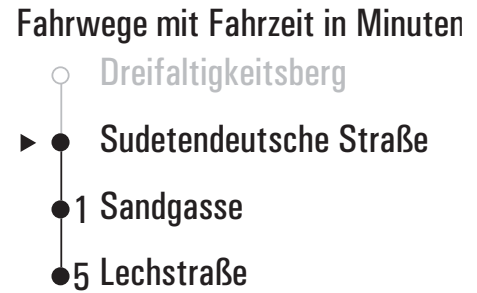 Fahrwege mit Fahrzeit in Minuten
Dreifaltigkeitsberg
Sudetendeutsche Straße
1 Sandgasse
5 Lechstraße